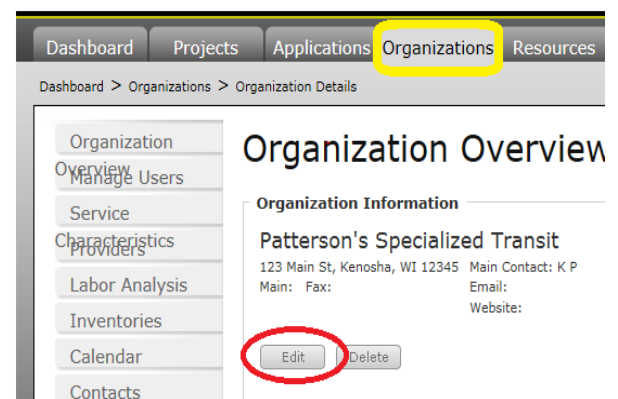 Dashboard Projects Applications Organizations Resources
Dashboard > Organizations > Organization Details
Organization
Overview
Manage Users
Service
Characteristics
Providers
Labor Analysis
Inventories
Calendar
Contacts
Organization Overview
Organization Information
Patterson's Specialized Transit
123 Main St, Kenosha, WI 12345 Main Contact: K P
Main: Fax: Email:
Website:
Edit Delete